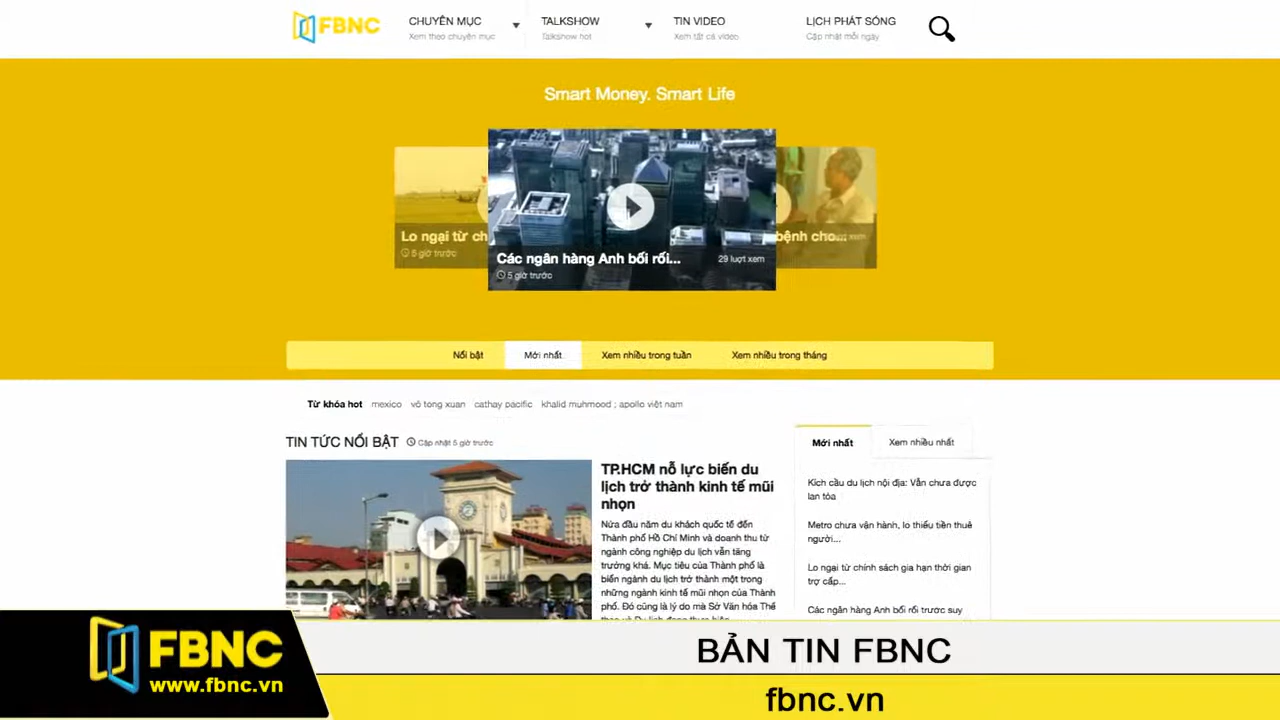 FBNC
CHUYÊN MỤC
Xem theo chuyên mục
TALKSHOW
Talkshow hot
TIN VIDEO
Xem tất cả video
LỊCH PHÁT SÓNG
Cập nhật mỗi ngày
Smart Money. Smart Life
Lo ngại từ ch
5 giờ trước
Các ngân hàng Anh bối rối...
29 lượt xem
5 giờ trước
bệnh cho...
Nổi bật
Mới nhất
Xem nhiều trong tuần
Xem nhiều trong tháng
Từ khóa hot mexico võ tong xuan cathay pacific khalid muhmood ; apollo việt nam
TIN TỨC NỔI BẬT Cập nhật 5 giờ trước
TP.HCM nỗ lực biến du
lịch trở thành kinh tế mũi
nhọn
Nửa đầu năm du khách quốc tế đến
Thành phố Hồ Chí Minh và doanh thu từ
ngành công nghiệp du lịch vẫn tăng
trưởng khá. Mục tiêu của Thành phố là
biến ngành du lịch trở thành một trong
những ngành kinh tế mũi nhọn của Thành
phố. Đó cũng là lý do mà Sở Văn hóa Thể
Mới nhất
Xem nhiều nhất
Kích cầu du lịch nội địa: Vẫn chưa được
lan tỏa
Metro chưa vận hành, lo thiếu tiền thuê
người...
Lo ngại từ chính sách gia hạn thời gian
trợ cấp...
Các ngân hàng Anh bối rối trước suy
FBNC
www.fbnc.vn
BẢN TIN FBNC
fbnc.vn